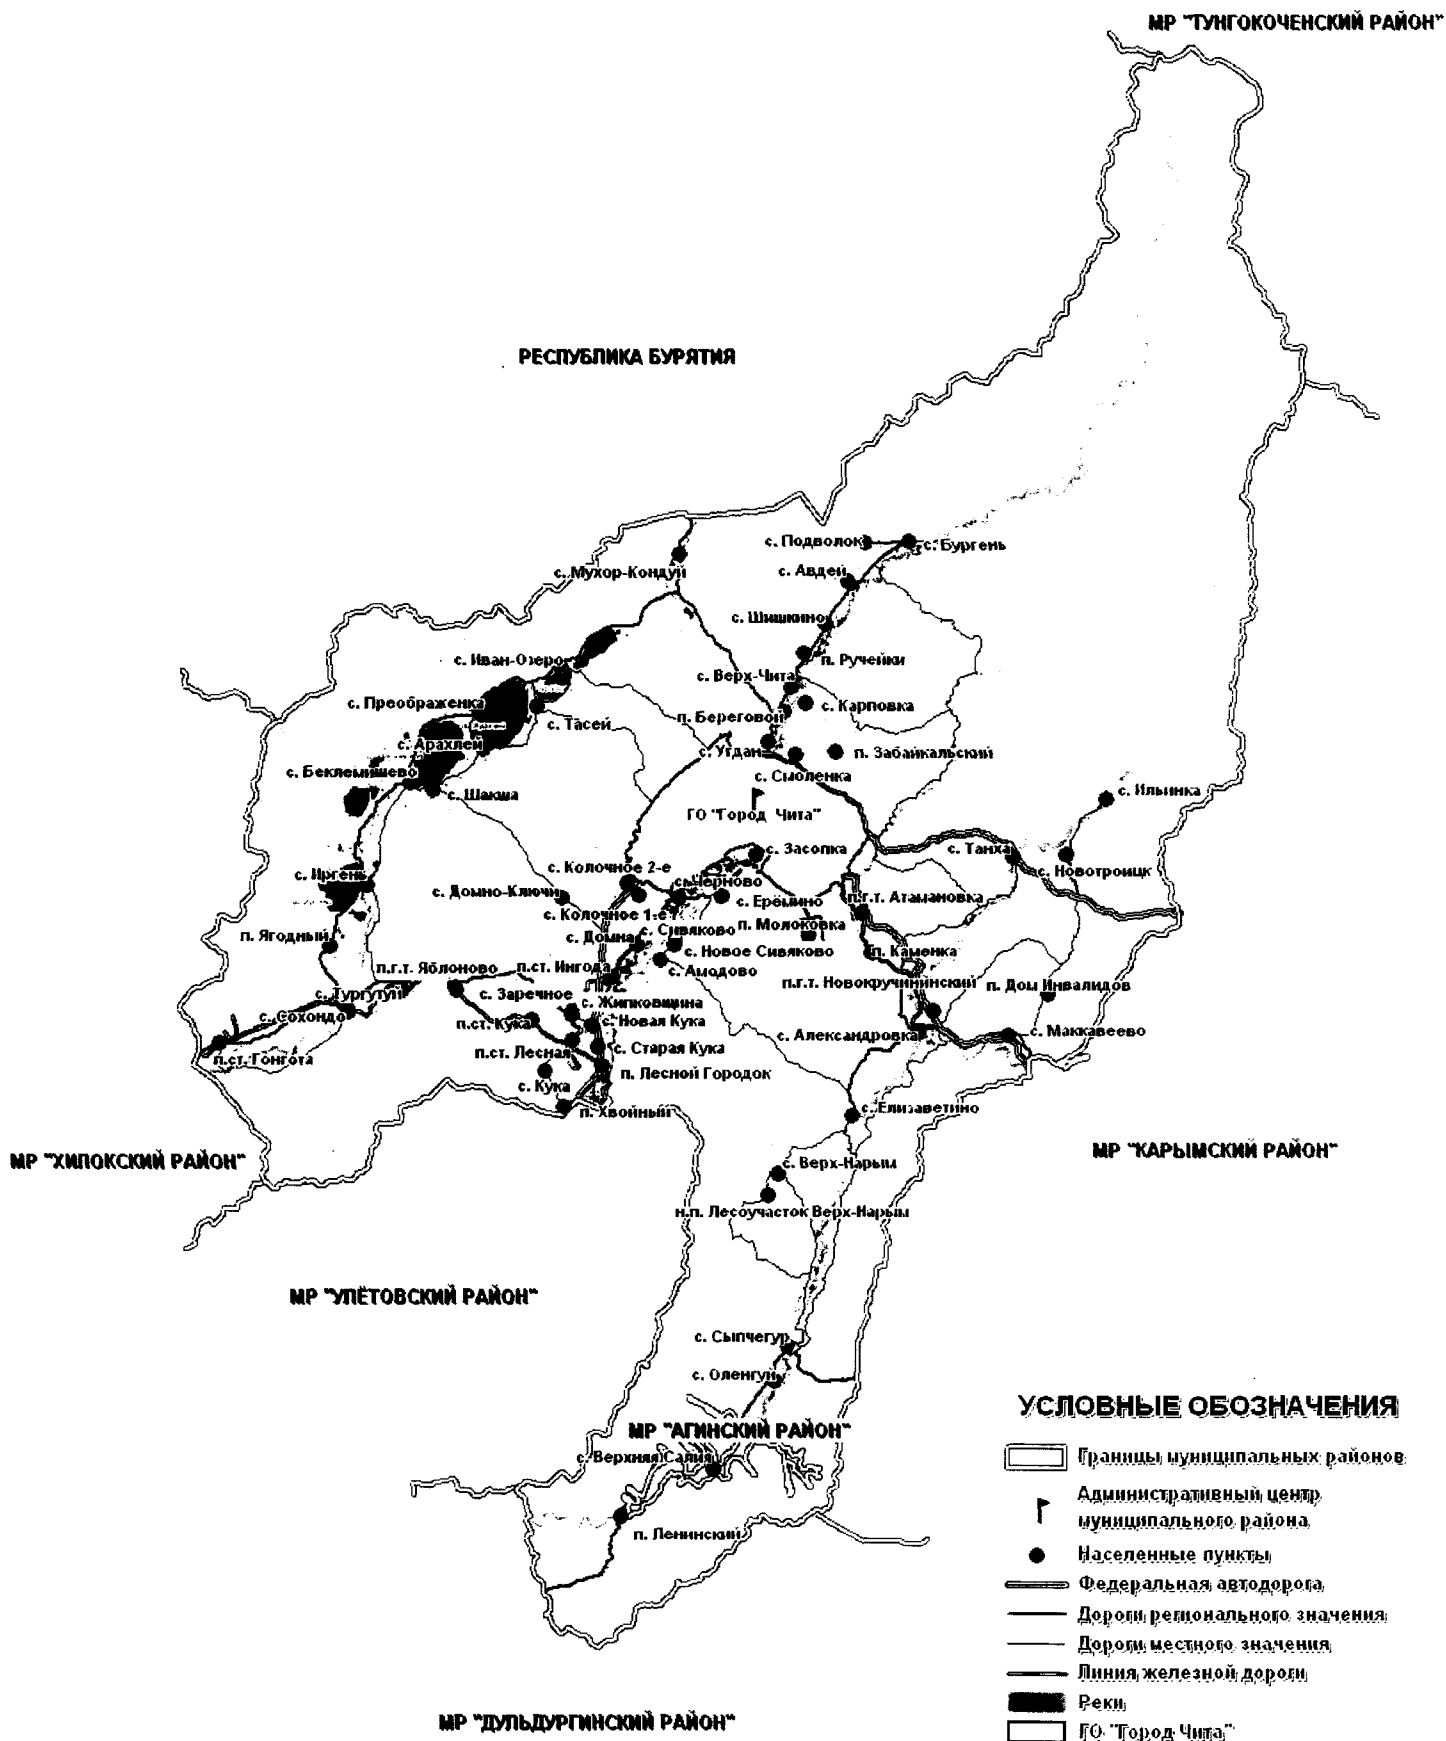 МР "ТУНГОКОЧЕНСКИЙ РАЙОН"
РЕСПУБЛИКА БУРЯТИЯ
с. Подволок
с. Бургень
с. Мухор-Кондуй
с. Авдей
с. Шишкино
с. Иван-Озеро
п. Ручейки
с. Верх-Чита
с. Преображенка
с. Карповка
п. Береговой
с. Тасей
с. Арахлей
с. Угдан
п. Забайкальский
с. Беклемишево
с. Смоленка
с. Шакша
с. Ильинка
ГО "Город Чита"
с. Засопка
с. Танха
с. Колочное 2-е
с. Новотроицк
с. Иргень
с. Черново
с. Домно-Ключи
с. Ерёмино
п.г.т. Атамановка
с. Колочное 1-е
п. Молоковка
с. Сивяково
п. Ягодный
с. Домна
с. Новое Сивяково
п. Каменка
п.г.т. Яблоново
п.ст. Ингода
с. Амодово
п.г.т. Новокручининский
п. Дом Инвалидов
с. Тургутуй
с. Заречное
с. Жипковщина
с. Сохондо
п.ст. Кука
с. Новая Кука
с. Александровка
с. Маккавеево
п.ст. Гонгота
п.ст. Лесная
с. Старая Кука
п. Лесной Городок
с. Кука
п. Хвойный
с. Елизаветино
МР "ХИЛОКСКИЙ РАЙОН"
МР "КАРЫМСКИЙ РАЙОН"
с. Верх-Нарым
н.п. Лесоучасток Верх-Нарым
МР "УЛЁТОВСКИЙ РАЙОН"
с. Сыпчегур
с. Оленгуй
МР "АГИНСКИЙ РАЙОН"
с. Верхняя Салия
п. Ленинский
МР "ДУЛЬДУРГИНСКИЙ РАЙОН"
УСЛОВНЫЕ ОБОЗНАЧЕНИЯ
Границы муниципальных районов
Административный центр
муниципального района
Населенные пункты
Федеральная автодорога
Дороги регионального значения
Дороги местного значения
Линия железной дороги
Реки
ГО "Город Чита"